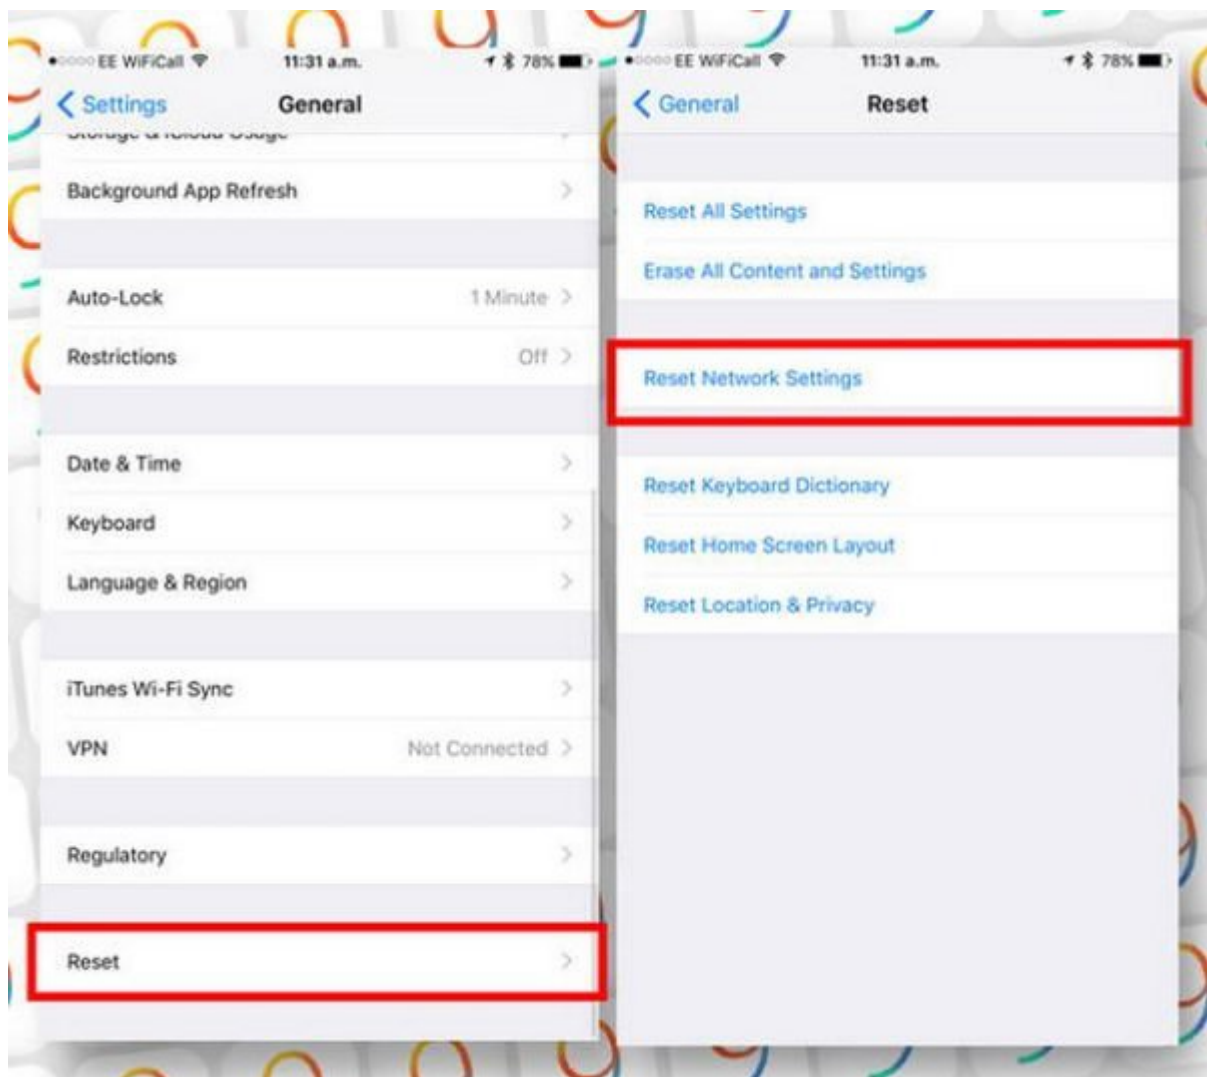 EE WiFiCall 11:31 a.m. 78%
Settings General
Storage & iCloud Usage
Background App Refresh
Auto-Lock 1 Minute
Restrictions Off
Date & Time
Keyboard
Language & Region
iTunes Wi-Fi Sync
VPN Not Connected
Regulatory
Reset
EE WiFiCall 11:31 a.m. 78%
General Reset
Reset All Settings
Erase All Content and Settings
Reset Network Settings
Reset Keyboard Dictionary
Reset Home Screen Layout
Reset Location & Privacy